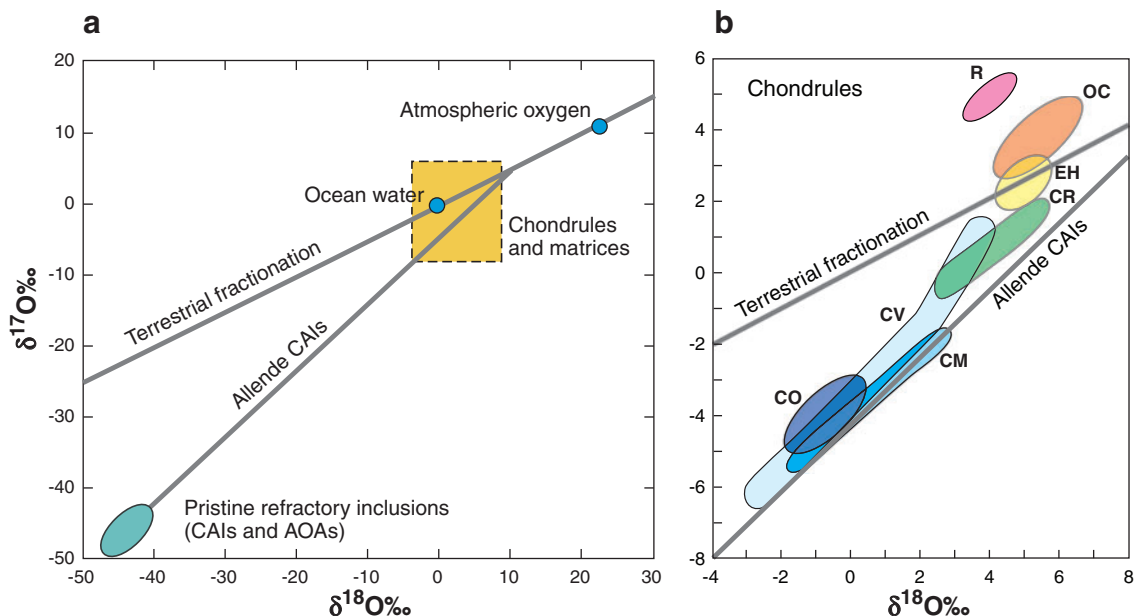 a
20
10
0
-10
-20
-30
-40
-50
δ17O‰
-50 -40 -30 -20 -10 0 10 20 30
δ18O‰
Atmospheric oxygen
Ocean water
Chondrules
and matrices
Terrestrial fractionation
Allende CAIs
Pristine refractory inclusions
(CAIs and AOAs)
b
6
4
2
0
-2
-4
-6
-8
-4 -2 0 2 4 6 8
δ18O‰
Chondrules
R
OC
EH
CR
Terrestrial fractionation
Allende CAIs
CV
CM
CO